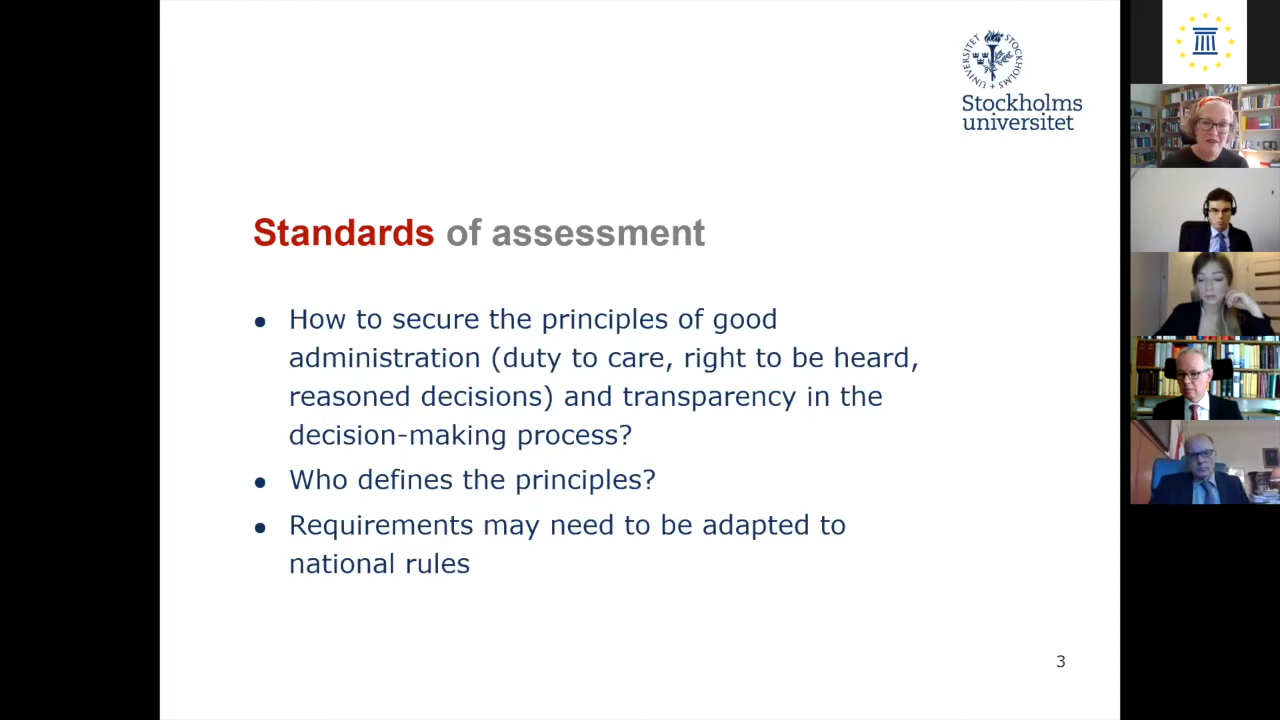 STOCKHOLMS UNIVERSITET
Stockholms
universitet
Standards of assessment
• How to secure the principles of good
administration (duty to care, right to be heard,
reasoned decisions) and transparency in the
decision-making process?
• Who defines the principles?
• Requirements may need to be adapted to
national rules
3